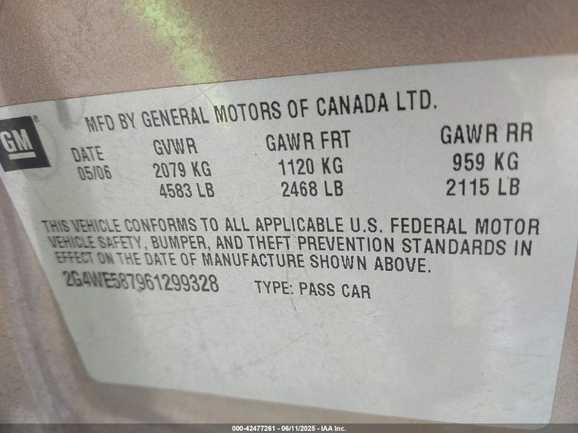 MFD BY GENERAL MOTORS OF CANADA LTD.
GM
DATE GVWR GAWR FRT GAWR RR
05/06 2079 KG 1120 KG 959 KG
4583 LB 2468 LB 2115 LB
THIS VEHICLE CONFORMS TO ALL APPLICABLE U.S. FEDERAL MOTOR
VEHICLE SAFETY, BUMPER, AND THEFT PREVENTION STANDARDS IN
EFFECT ON THE DATE OF MANUFACTURE SHOWN ABOVE.
2G4WE587961299328 TYPE: PASS CAR
000-42477261 - 06/11/2025 - IAA Inc.